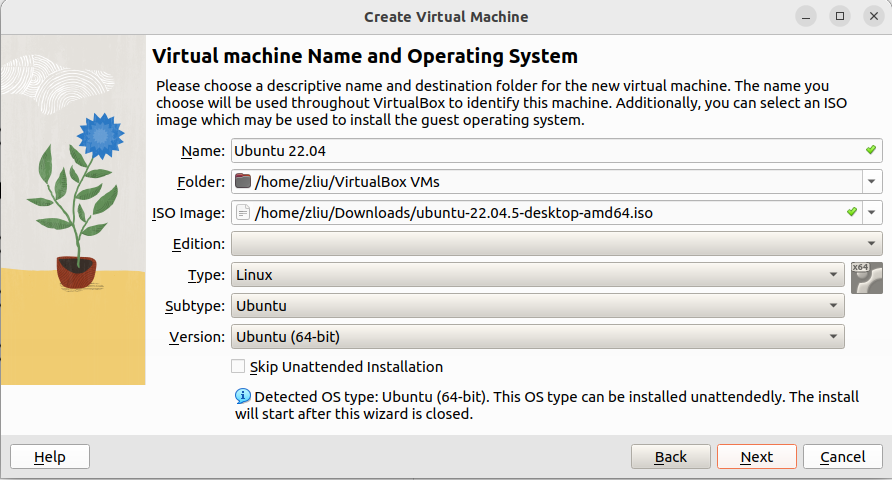 Create Virtual Machine
Virtual machine Name and Operating System
Please choose a descriptive name and destination folder for the new virtual machine. The name you
choose will be used throughout VirtualBox to identify this machine. Additionally, you can select an ISO
image which may be used to install the guest operating system.
Name: Ubuntu 22.04
Folder: /home/zliu/VirtualBox VMs
ISO Image: /home/zliu/Downloads/ubuntu-22.04.5-desktop-amd64.iso
Edition:
Type: Linux
x64
Subtype: Ubuntu
Version: Ubuntu (64-bit)
Skip Unattended Installation
Detected OS type: Ubuntu (64-bit). This OS type can be installed unattendedly. The install
will start after this wizard is closed.
Help Back Next Cancel